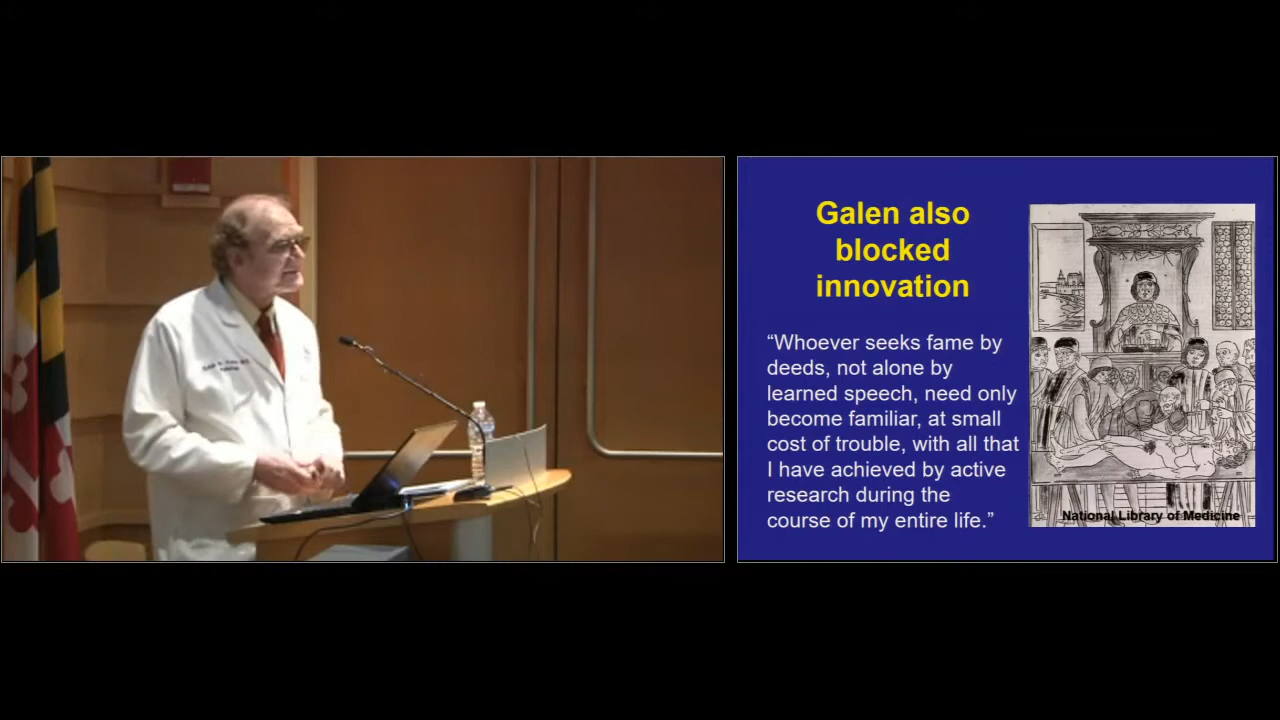 Galen also
blocked
innovation
“Whoever seeks fame by
deeds, not alone by
learned speech, need only
become familiar, at small
cost of trouble, with all that
I have achieved by active
research during the
course of my entire life.”
National Library of Medicine